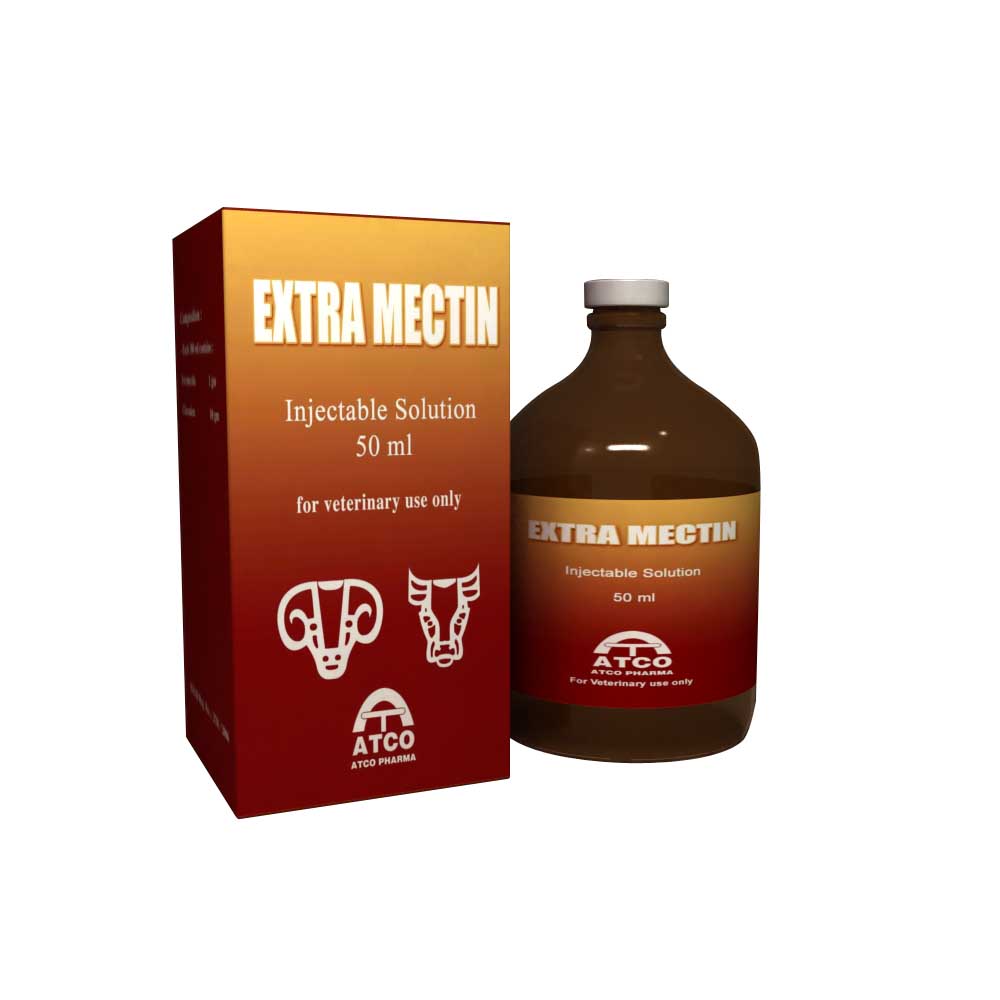 EXTRA MECTIN
Injectable Solution
50 ml
for veterinary use only
ATCO
ATCO PHARMA
EXTRA MECTIN
Injectable Solution
50 ml
ATCO
ATCO PHARMA
For Veterinary use only